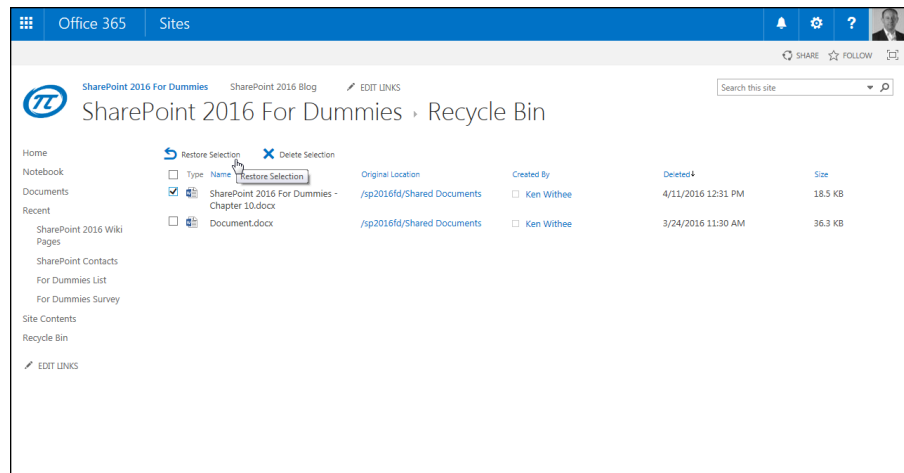 Office 365 Sites ?
SHARE FOLLOW
SharePoint 2016 For Dummies SharePoint 2016 Blog EDIT LINKS Search this site
π SharePoint 2016 For Dummies › Recycle Bin
Home Restore Selection Delete Selection
Notebook Type Name Restore Selection Original Location Created By Deleted↓ Size
Documents SharePoint 2016 For Dummies - /sp2016fd/Shared Documents Ken Withee 4/11/2016 12:31 PM 18.5 KB
Chapter 10.docx
Recent Document.docx /sp2016fd/Shared Documents Ken Withee 3/24/2016 11:30 AM 36.3 KB
SharePoint 2016 Wiki
Pages
SharePoint Contacts
For Dummies List
For Dummies Survey
Site Contents
Recycle Bin
EDIT LINKS